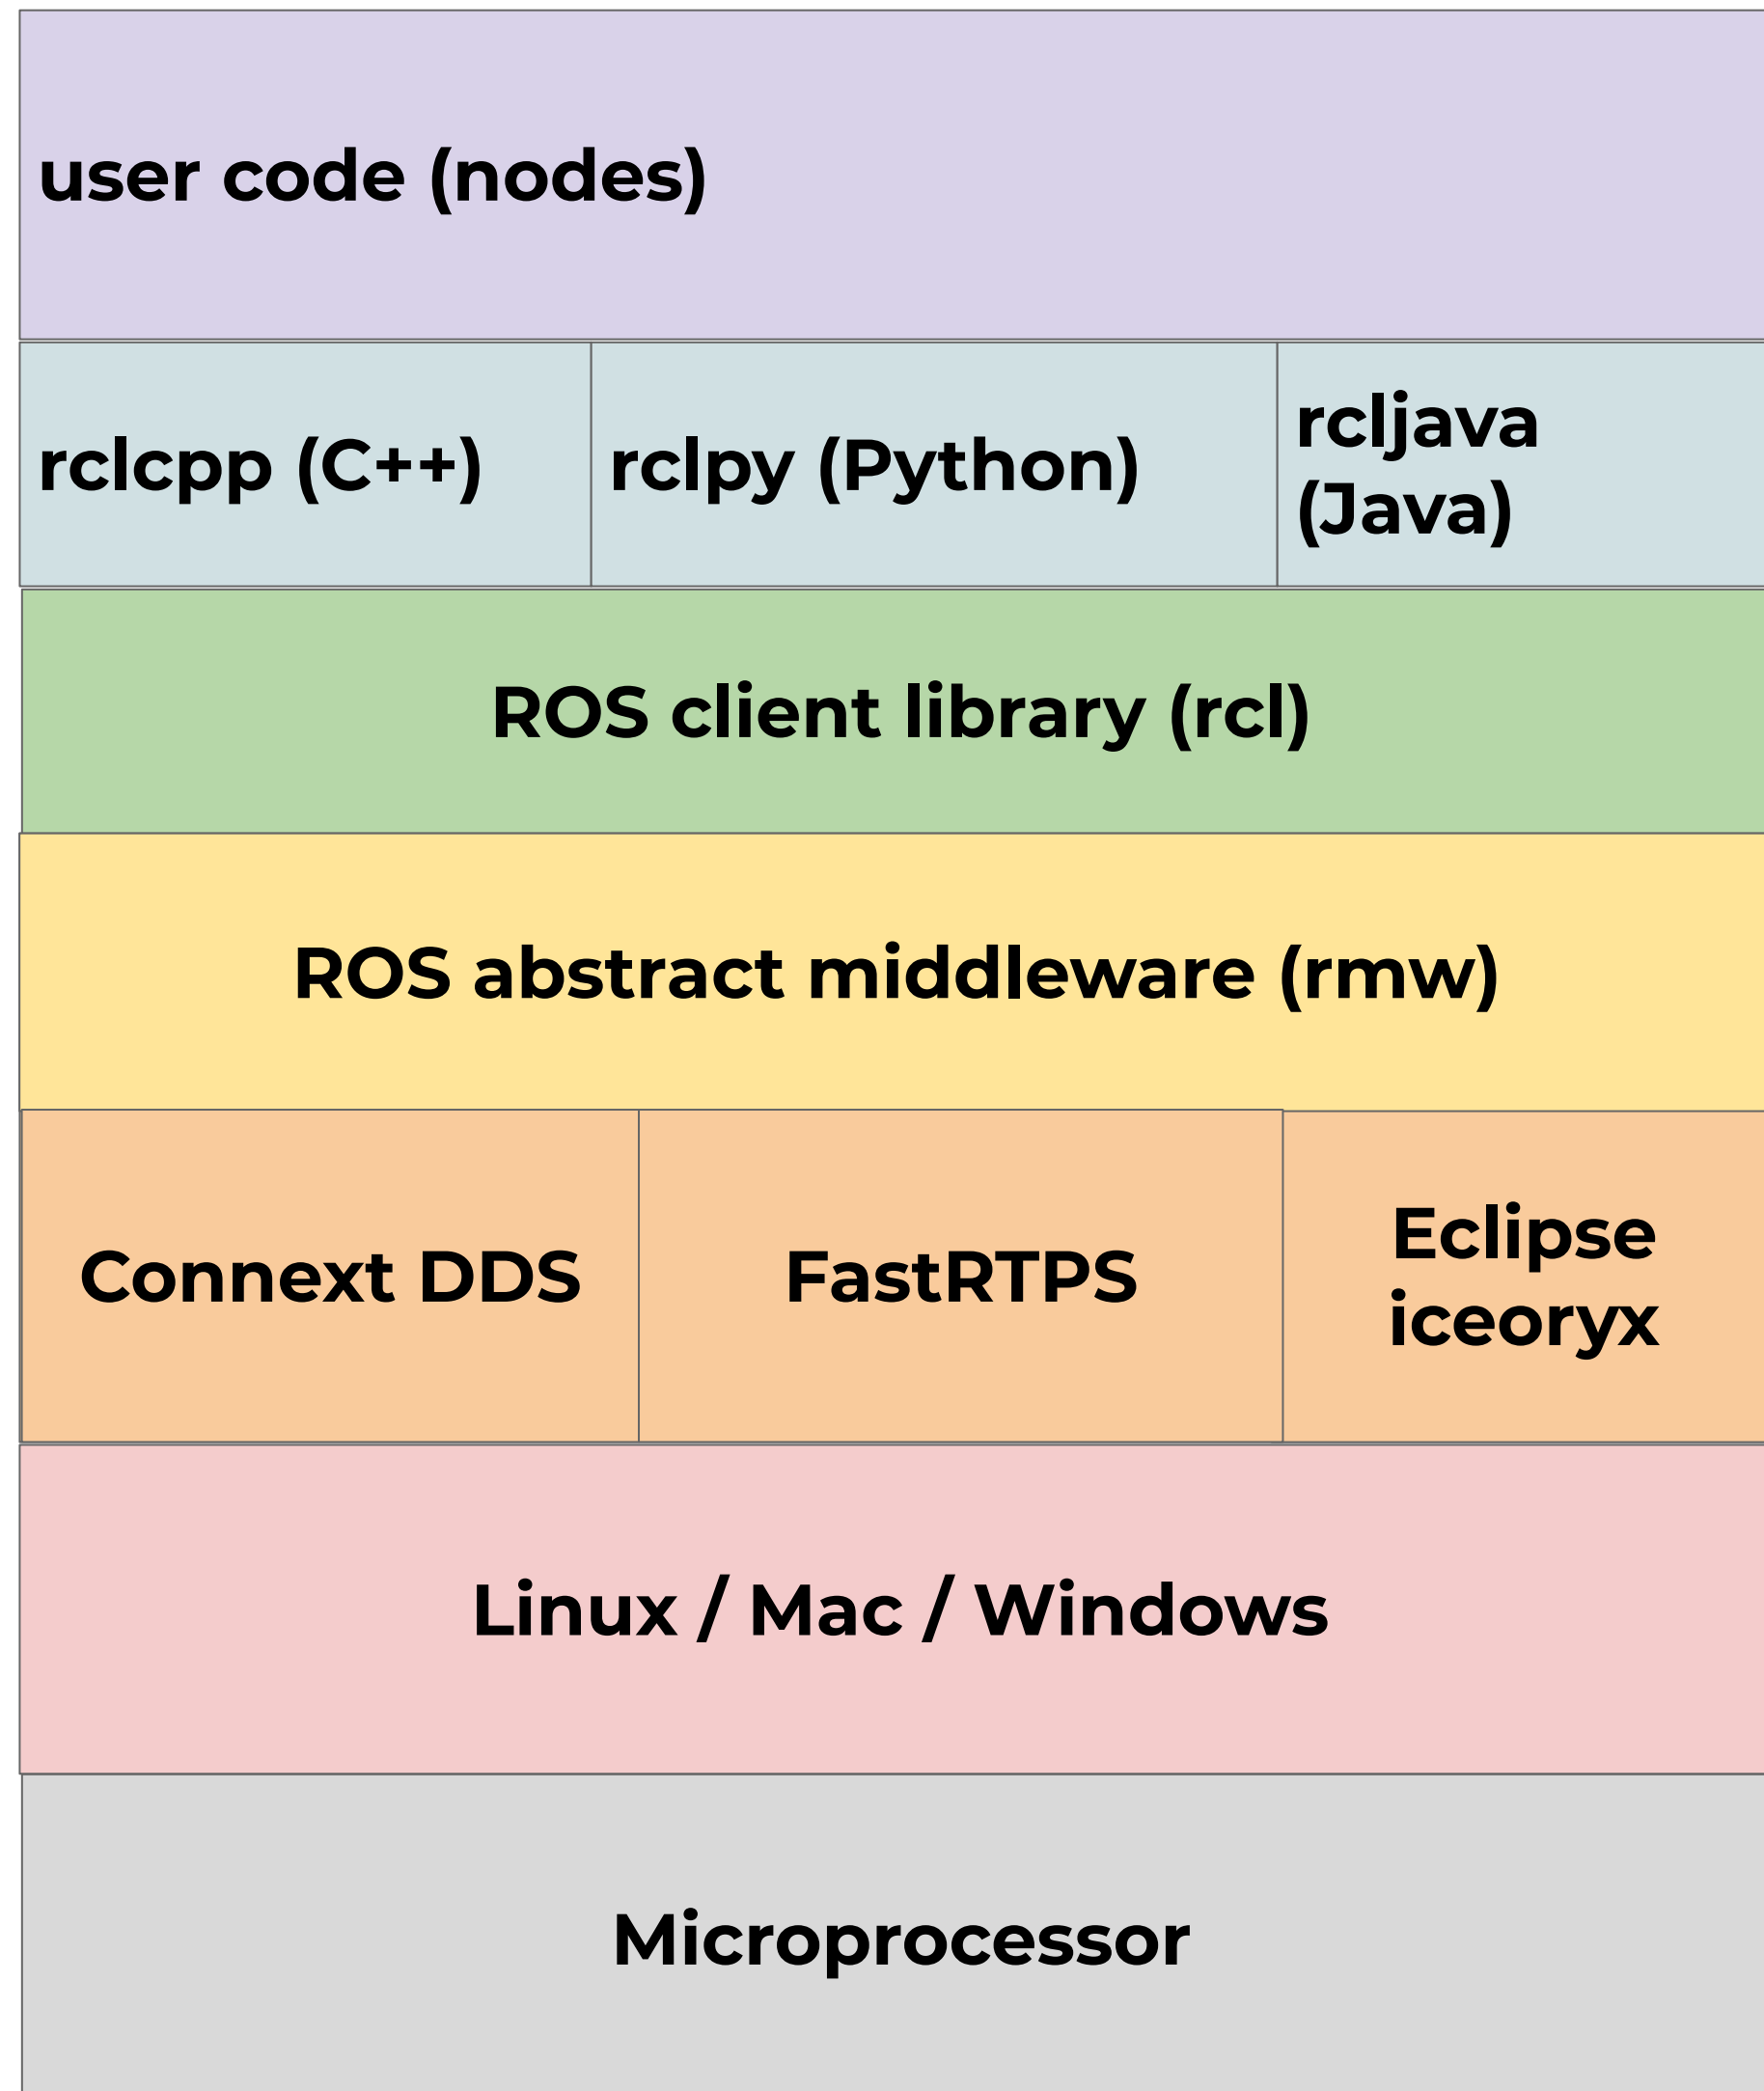 user code (nodes)
rclcpp (C++)
rclpy (Python)
rcljava
(Java)
ROS client library (rcl)
ROS abstract middleware (rmw)
Connext DDS
FastRTPS
Eclipse
iceoryx
Linux / Mac / Windows
Microprocessor